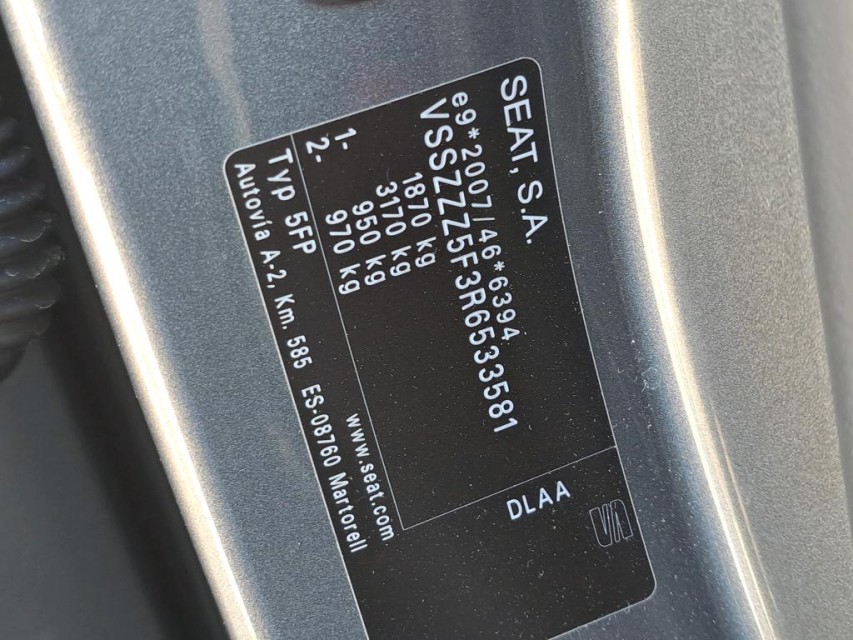 SEAT, S.A.
e9*2007/46*6394
VSSZZZ5F3R6533581
1870 kg
3170 kg
1- 950 kg
2- 970 kg
DLAA
Typ 5FP
www.seat.com
Autovía A-2, Km. 585 ES-08760 Martorell